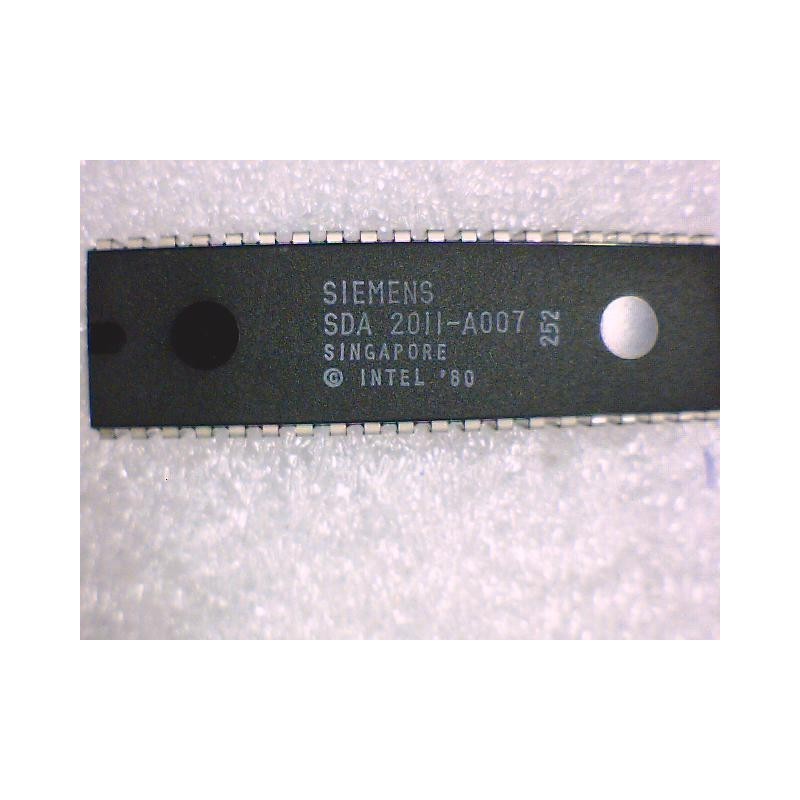 SIEMENS
SDA 2011-A007
252
SINGAPORE
© INTEL '80